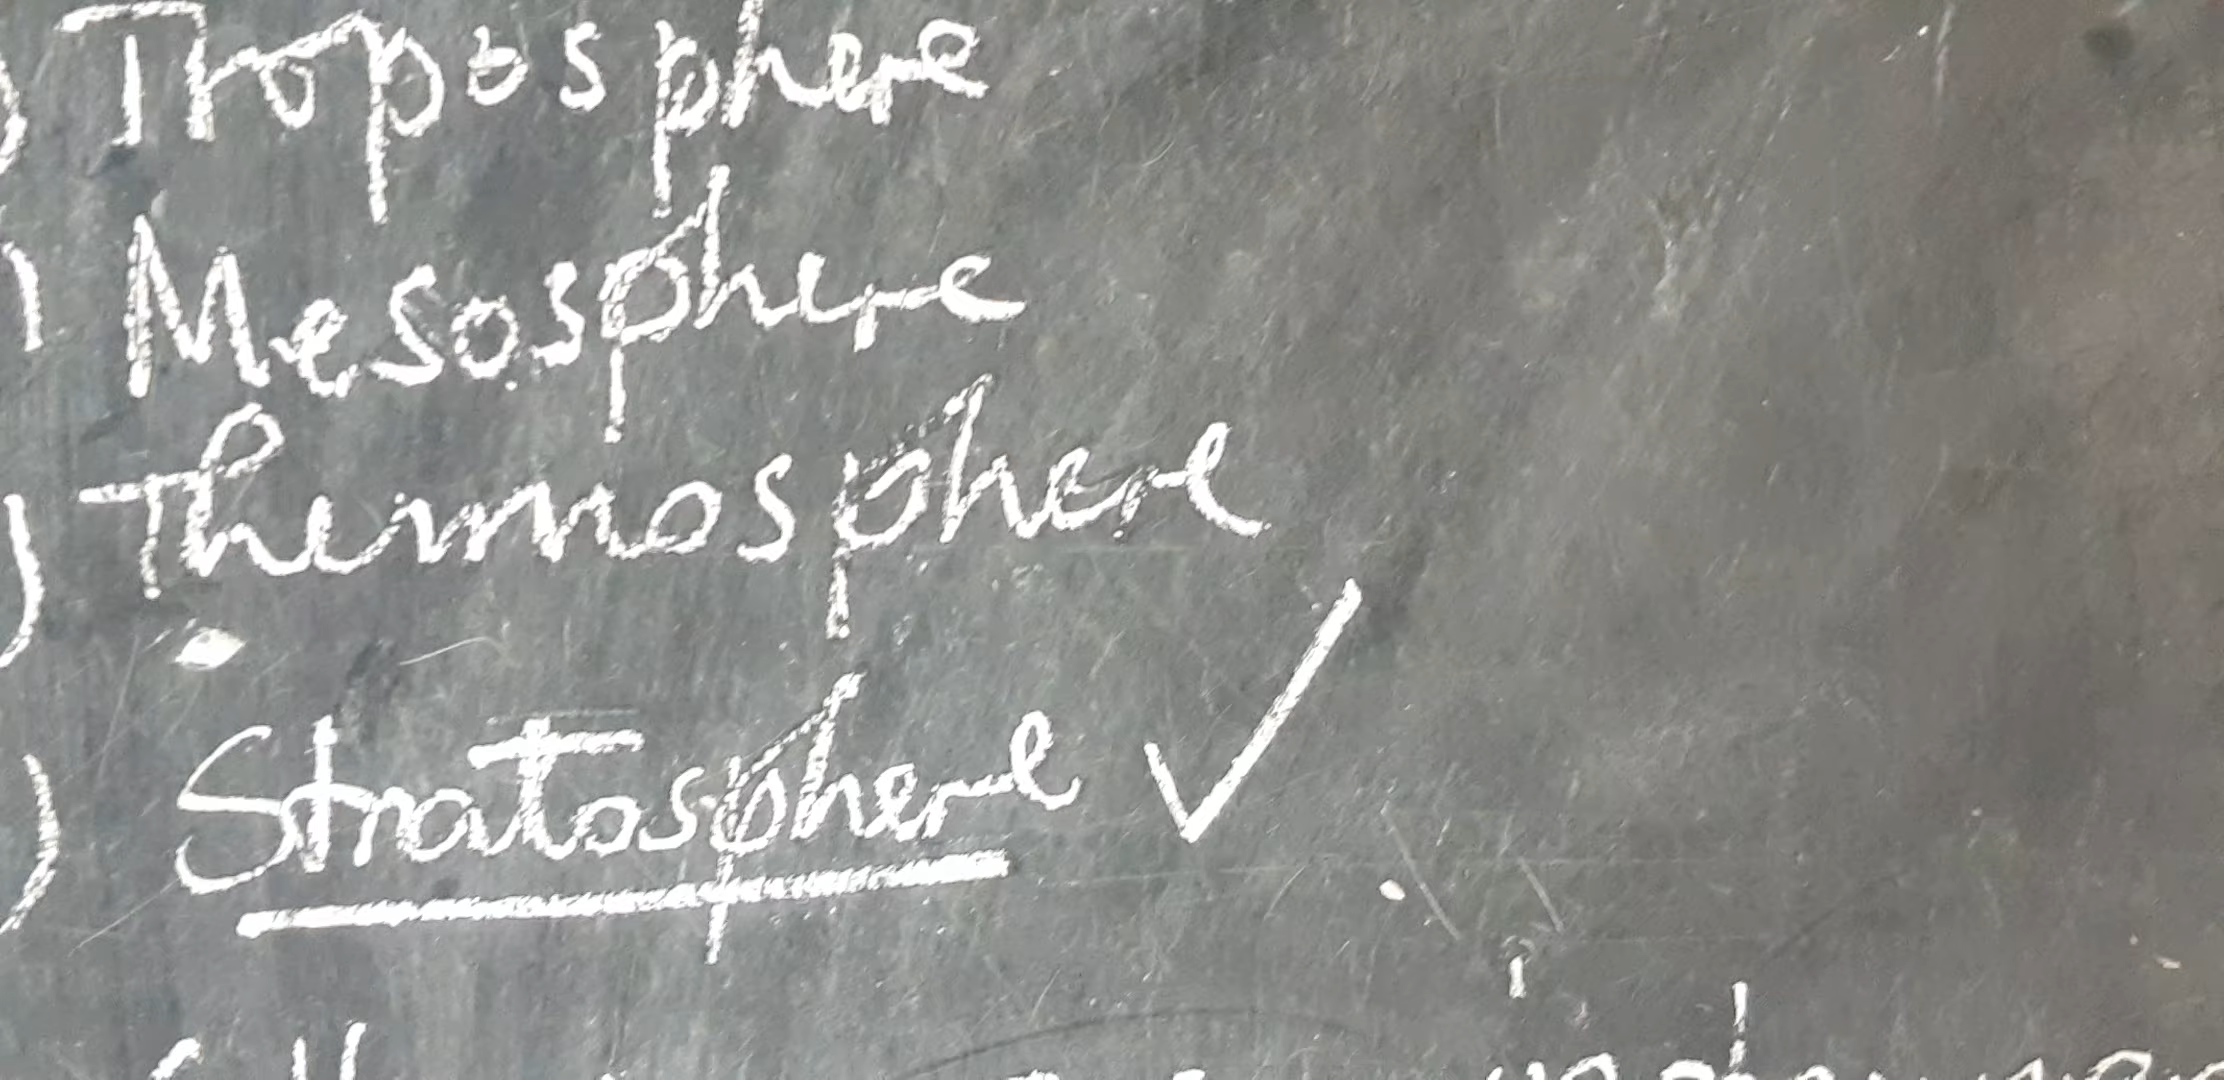 ) Troposphere
) Mesosphere
) Thermosphere
) Stratosphere ✓